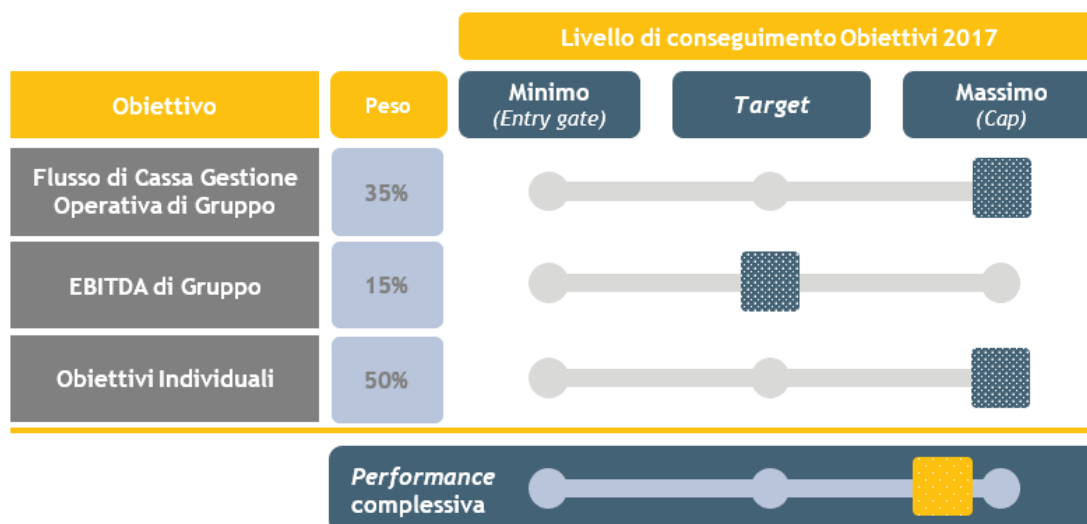 Livello di conseguimento Obiettivi 2017
Obiettivo
Peso
Minimo
(Entry gate)
Target
Massimo
(Cap)
Flusso di Cassa Gestione
Operativa di Gruppo
35%
EBITDA di Gruppo
15%
Obiettivi Individuali
50%
Performance
complessiva